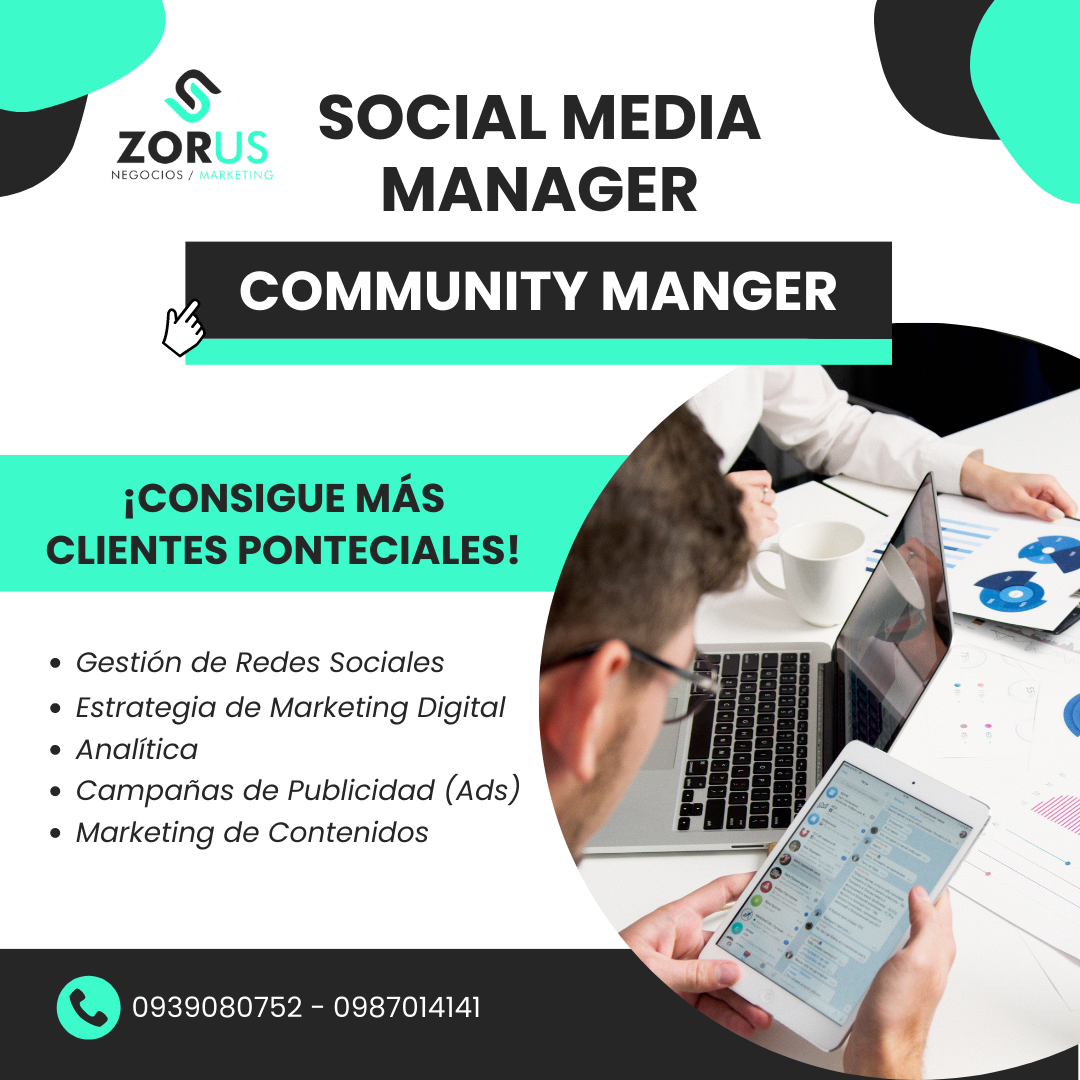 ZORUS
NEGOCIOS / MARKETING
SOCIAL MEDIA
MANAGER
COMMUNITY MANGER
¡CONSIGUE MÁS
CLIENTES PONTECIALES!
Gestión de Redes Sociales
Estrategia de Marketing Digital
Analítica
Campañas de Publicidad (Ads)
Marketing de Contenidos
0939080752 - 0987014141